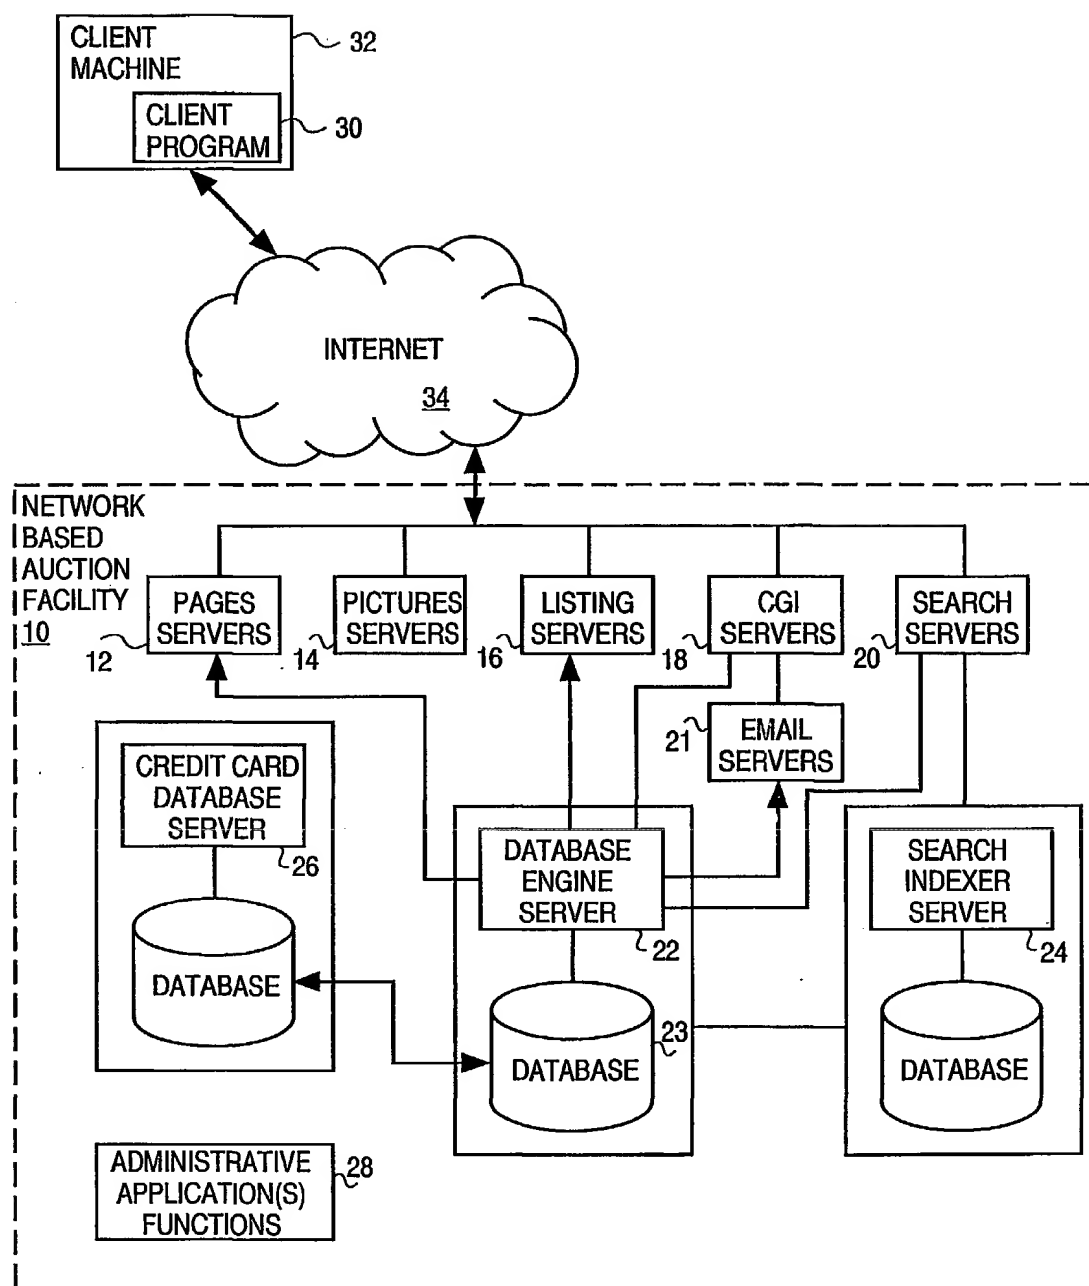 CLIENT
MACHINE
32
CLIENT
PROGRAM
30
INTERNET
34
NETWORK
BASED
AUCTION
FACILITY
10
PAGES
SERVERS
12
PICTURES
SERVERS
14
LISTING
SERVERS
16
CGI
SERVERS
18
SEARCH
SERVERS
20
21
EMAIL
SERVERS
CREDIT CARD
DATABASE
SERVER
26
DATABASE
DATABASE
ENGINE
SERVER
22
23
DATABASE
SEARCH
INDEXER
SERVER
24
DATABASE
ADMINISTRATIVE
APPLICATION(S)
FUNCTIONS
28